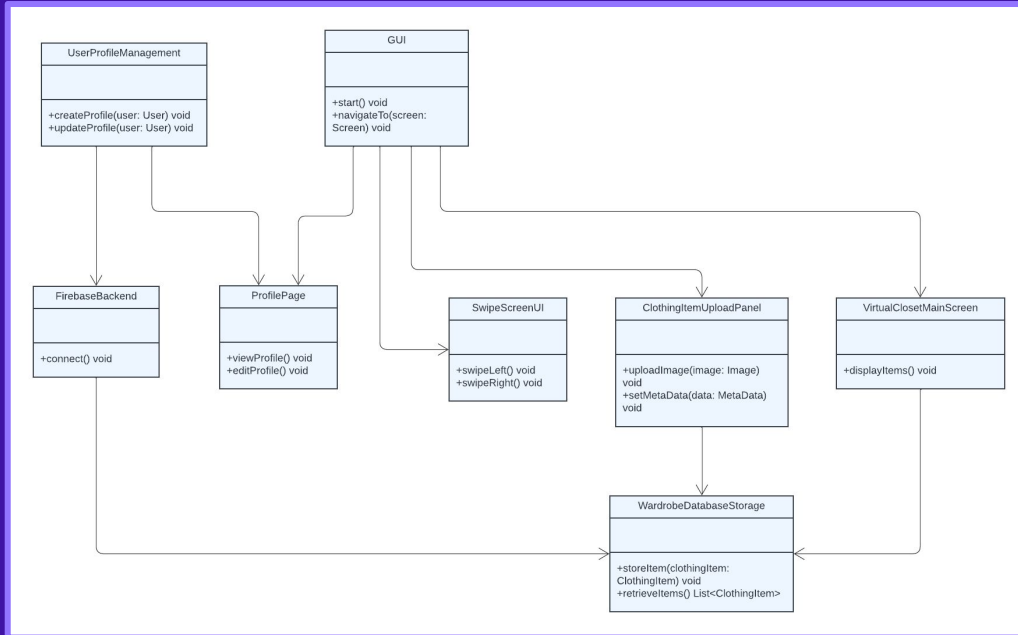 UserProfileManagement
+createProfile(user: User) void
+updateProfile(user: User) void
GUI
+start() void
+navigateTo(screen:
Screen) void
FirebaseBackend
+connect() void
ProfilePage
+viewProfile() void
+editProfile() void
SwipeScreenUI
+swipeLeft() void
+swipeRight() void
ClothingItemUploadPanel
+uploadImage(image: Image)
void
+setMetaData(data: MetaData)
void
VirtualClosetMainScreen
+displayItems() void
WardrobeDatabaseStorage
+storeItem(clothingItem:
ClothingItem) void
+retrieveItems() List<ClothingItem>